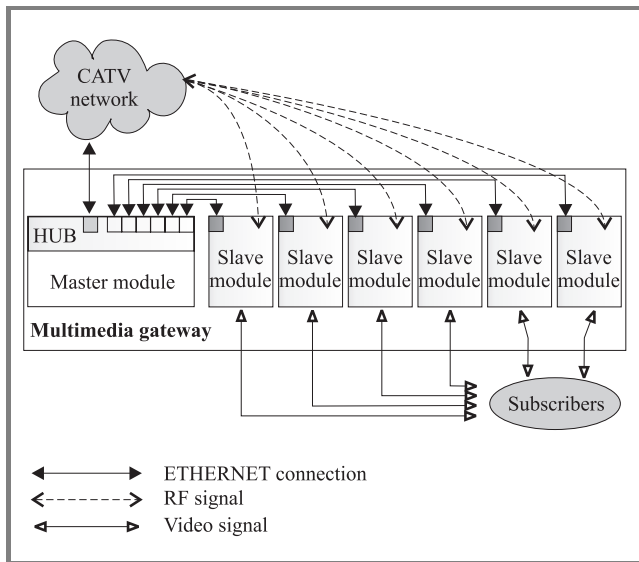 CATV
network
HUB
Master module
Slave
module
Slave
module
Slave
module
Slave
module
Slave
module
Slave
module
Multimedia gateway
Subscribers
ETHERNET connection
RF signal
Video signal